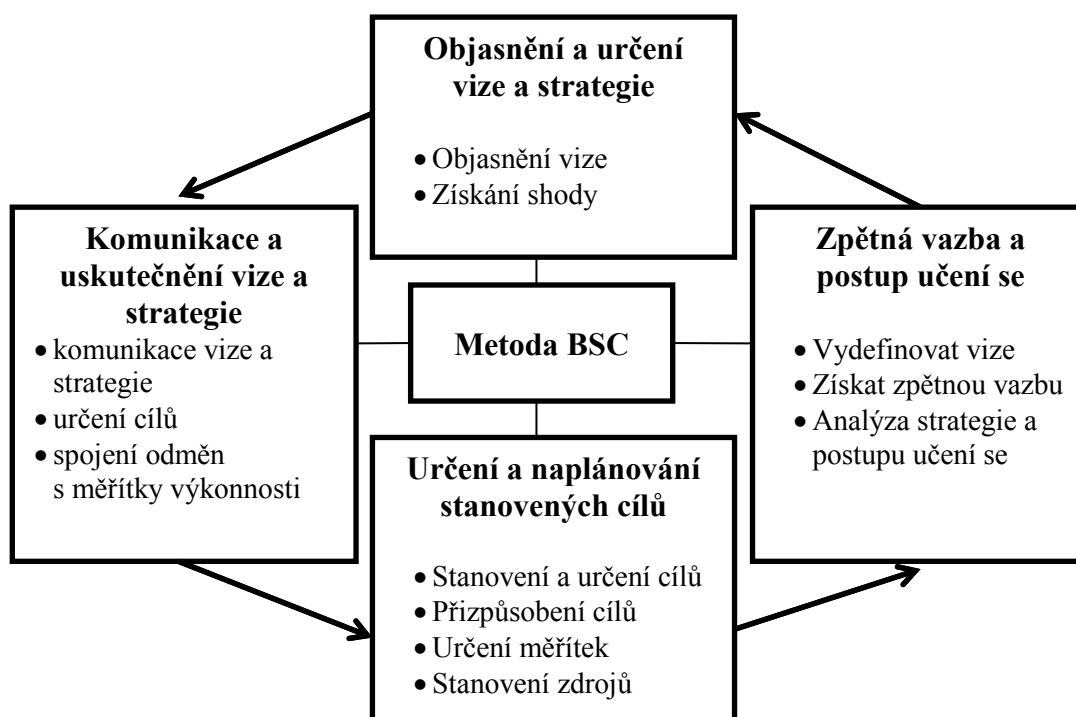 Objasnění a určení
vize a strategie
• Objasnění vize
• Získání shody
Komunikace a
uskutečnění vize a
strategie
• komunikace vize a
strategie
• určení cílů
• spojení odměn
s měřítky výkonnosti
Metoda BSC
Zpětná vazba a
postup učení se
• Vydefinovat vize
• Získat zpětnou vazbu
• Analýza strategie a
postupu učení se
Určení a naplánování
stanovených cílů
• Stanovení a určení cílů
• Přizpůsobení cílů
• Určení měřítek
• Stanovení zdrojů